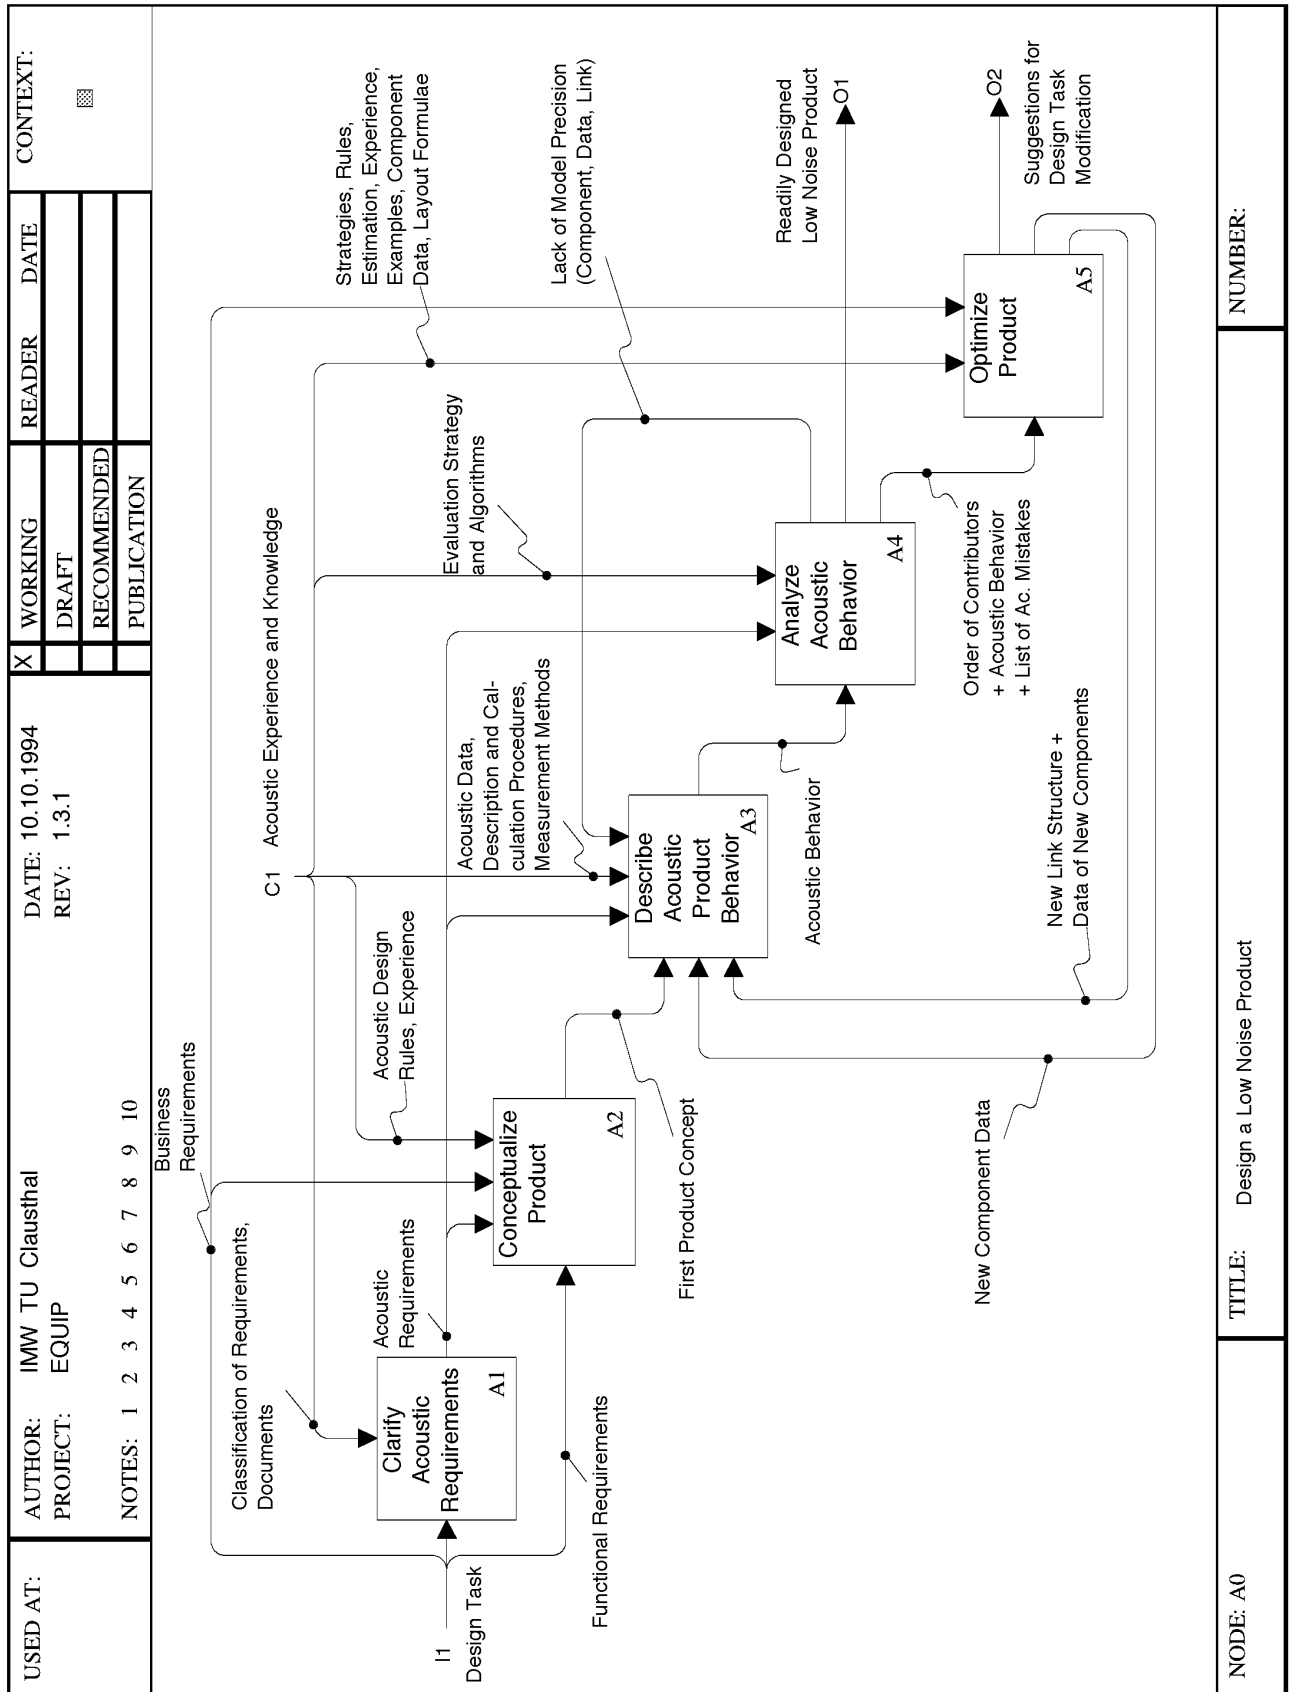 USED AT:
AUTHOR: IMW TU Clausthal
PROJECT: EQUIP
NOTES: 1 2 3 4 5 6 7 8 9 10
DATE: 10.10.1994
REV: 1.3.1
X WORKING
DRAFT
RECOMMENDED
PUBLICATION
READER DATE
CONTEXT:
Business
Requirements
C1
Acoustic Experience and Knowledge
Classification of Requirements,
Documents
Strategies, Rules,
Estimation, Experience,
Examples, Component
Data, Layout Formulae
I1
Design Task
Clarify
Acoustic
Requirements
A1
Acoustic
Requirements
Acoustic Design
Rules, Experience
Acoustic Data,
Description and Cal-
culation Procedures,
Measurement Methods
Evaluation Strategy
and Algorithms
Lack of Model Precision
(Component, Data, Link)
Conceptualize
Product
A2
Functional Requirements
First Product Concept
Describe
Acoustic
Product
Behavior
A3
Acoustic Behavior
Analyze
Acoustic
Behavior
A4
Readily Designed
Low Noise Product
O1
Order of Contributors
+ Acoustic Behavior
+ List of Ac. Mistakes
Optimize
Product
A5
O2
Suggestions for
Design Task
Modification
New Link Structure +
Data of New Components
New Component Data
NODE: A0
TITLE: Design a Low Noise Product
NUMBER: